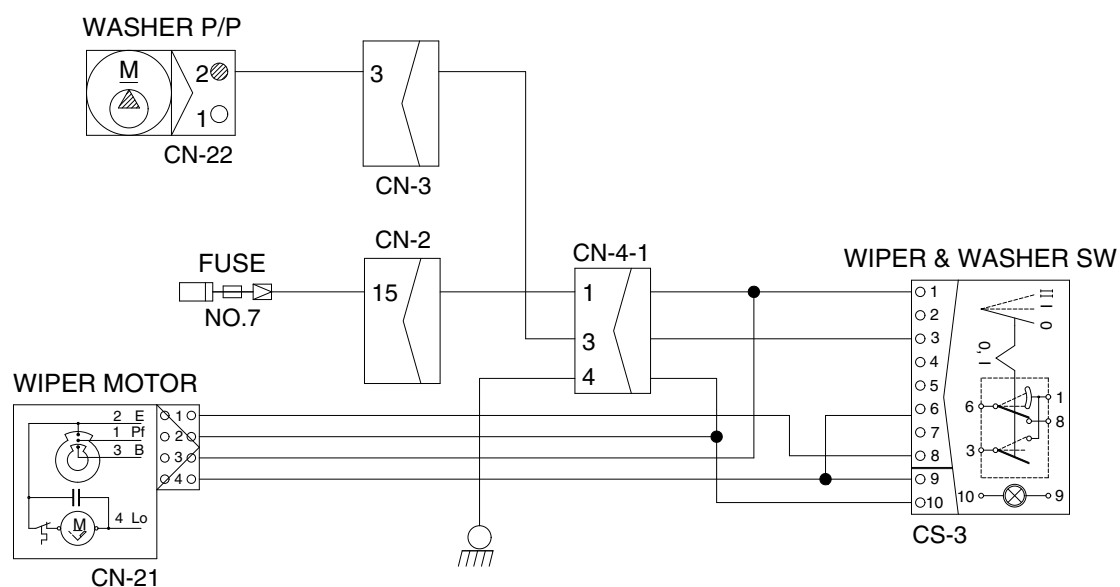 WASHER P/P
M
2
1
CN-22
3
CN-3
CN-2
FUSE
15
NO.7
CN-4-1
1
3
4
WIPER & WASHER SW
1
2
3
4
5
6
7
8
9
10
II
I
0
0, I
6
1
8
3
10
9
CS-3
WIPER MOTOR
2 E
1 Pf
3 B
4 Lo
M
1
2
3
4
CN-21